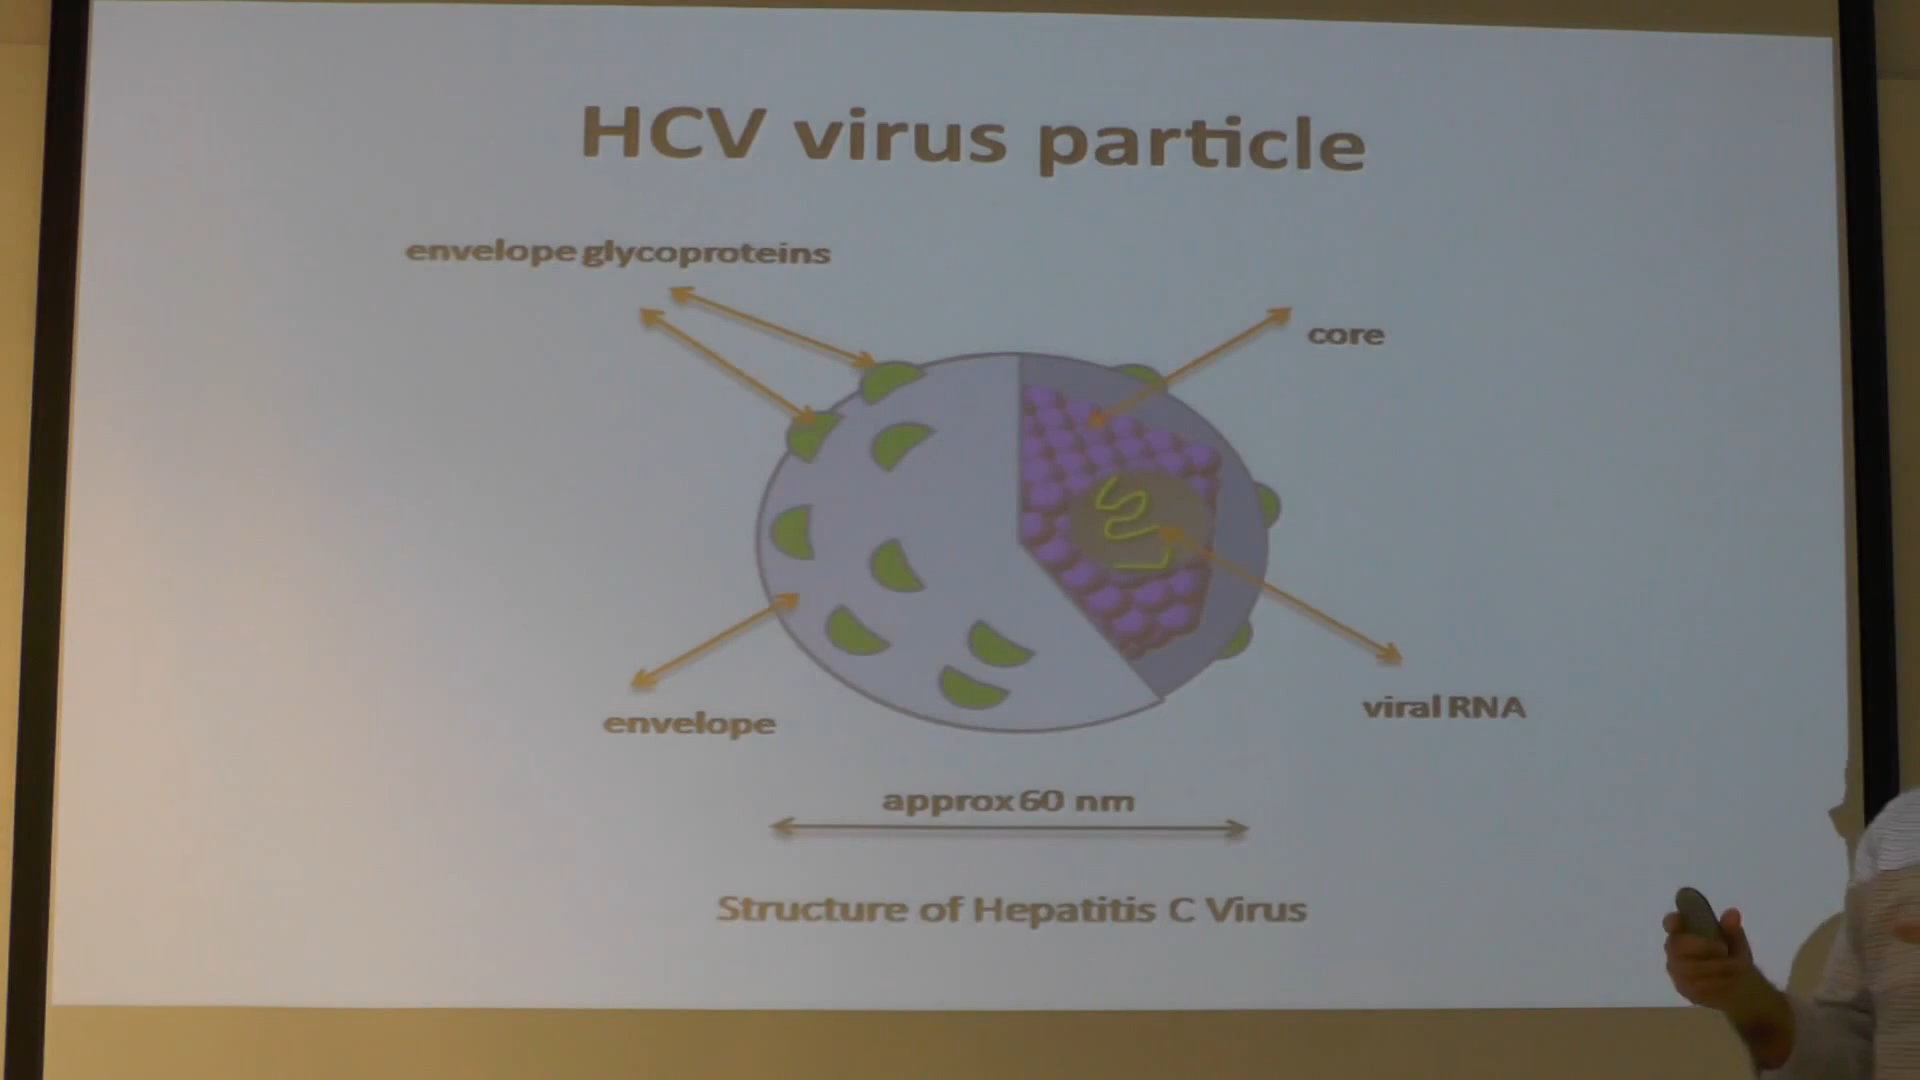 HCV virus particle
envelope glycoproteins
core
envelope
viral RNA
approx 60 nm
Structure of Hepatitis C Virus